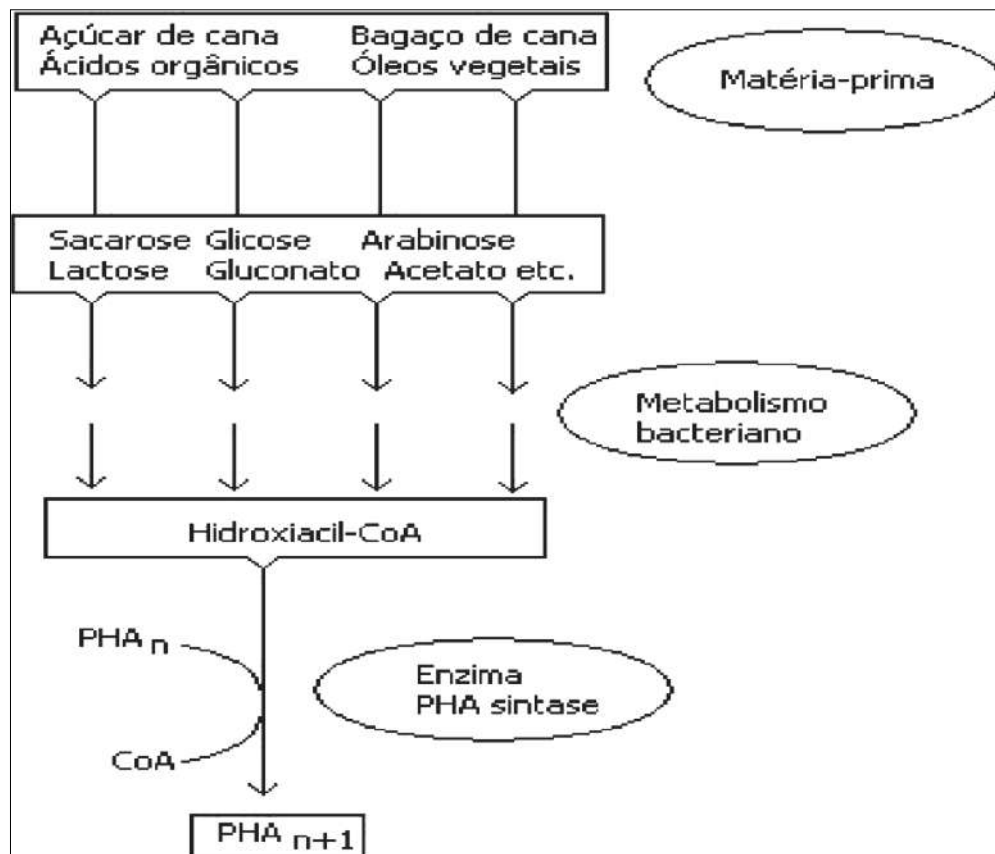 Açúcar de cana Bagaço de cana
Ácidos orgânicos Óleos vegetais
Matéria-prima
Sacarose Glicose Arabinose
Lactose Gluconato Acetato etc.
Metabolismo
bacteriano
Hidroxiacil-CoA
PHA n
Enzima
PHA sintase
CoA
PHA n+1